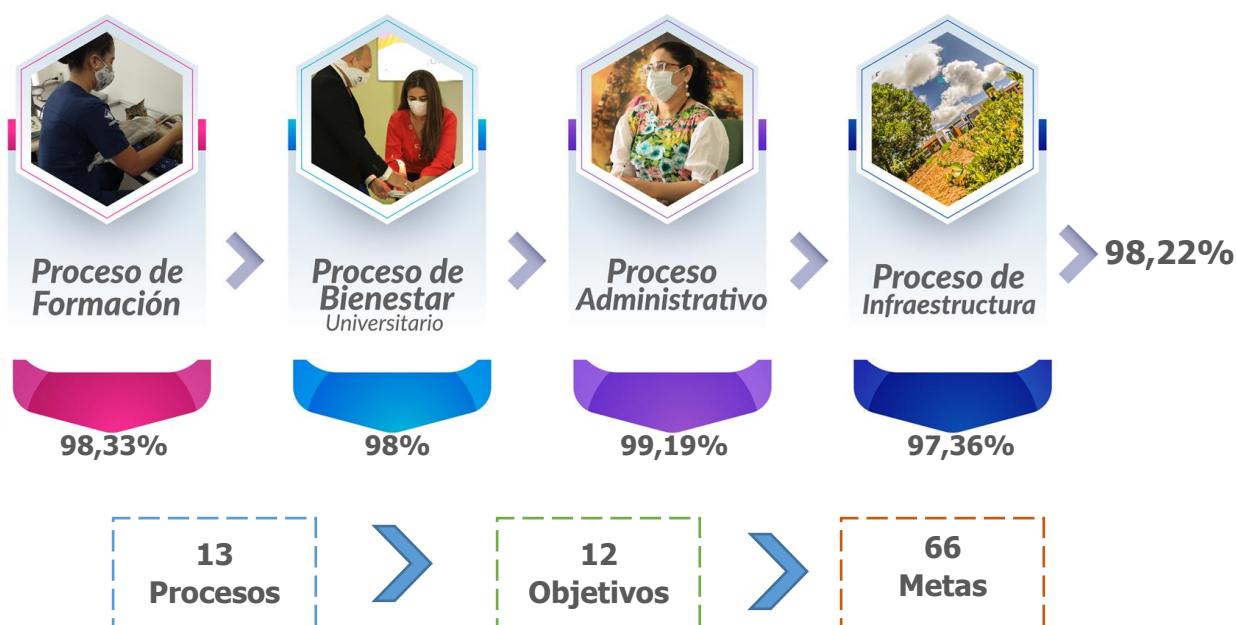 Proceso de
Formación
Proceso de
Bienestar
Universitario
Proceso
Administrativo
Proceso de
Infraestructura
98,22%
98,33%
98%
99,19%
97,36%
13
Procesos
12
Objetivos
66
Metas